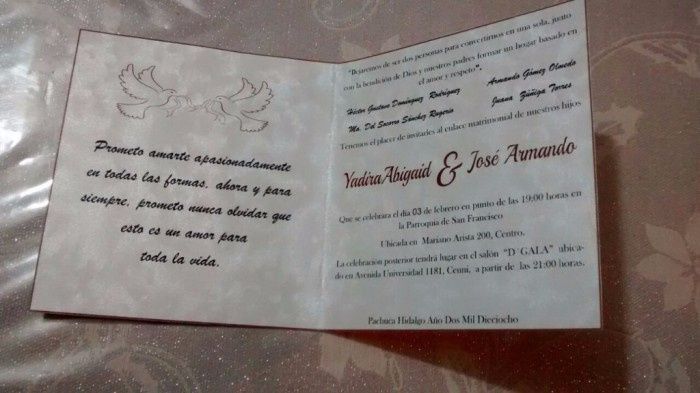 Prometo amarte apasionadamente
en todas las formas, ahora y para
siempre, prometo nunca olvidar que
esto es un amor para
toda la vida.
"Dejaremos de ser dos personas para convertirnos en una sola, junto
con la bendición de Dios y nuestros padres formar un hogar basado en
el amor y respeto".
Héctor Gustavo Domínguez Rodríguez
Armando Gómez Olmedo
Ma. Del Socorro Sánchez Rogerio
Juana Zúñiga Torres
Tenemos el placer de invitarles al enlace matrimonial de nuestros hijos
Yadira Abigaid & José Armando
Que se celebrara el día 03 de febrero en punto de las 19:00 horas en
la Parroquia de San Francisco
Ubicada en Mariano Arista 200, Centro.
La celebración posterior tendrá lugar en el salón "D´GALA" ubica-
do en Avenida Universidad 1181, Ceuni, a partir de las 21:00 horas.
Pachuca Hidalgo Año Dos Mil Dieciocho